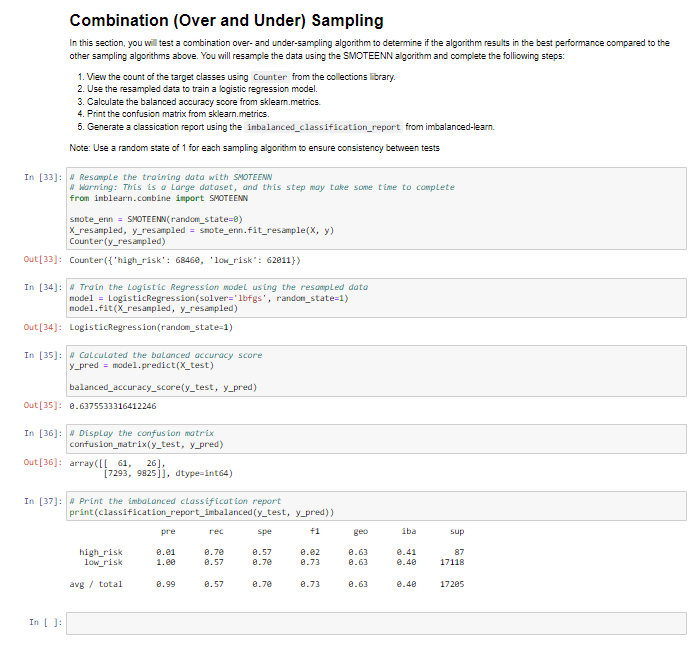 Combination (Over and Under) Sampling
In this section, you will test a combination over- and under-sampling algorithm to determine if the algorithm results in the best performance compared to the
other sampling algorithms above. You will resample the data using the SMOTEENN algorithm and complete the following steps:
1. View the count of the target classes using Counter from the collections library.
2. Use the resampled data to train a logistic regression model.
3. Calculate the balanced accuracy score from sklearn.metrics.
4. Print the confusion matrix from sklearn.metrics.
5. Generate a classication report using the imbalanced_classification_report from imbalanced-learn.
Note: Use a random state of 1 for each sampling algorithm to ensure consistency between tests
In [33]: # Resample the training data with SMOTEENN
# Warning: This is a large dataset, and this step may take some time to complete
from imblearn.combine import SMOTEENN
smote_enn = SMOTEENN(random_state=0)
X_resampled, y_resampled = smote_enn.fit_resample(X, y)
Counter(y_resampled)
Out[33]: Counter({'high_risk': 68460, 'low_risk': 62011})
In [34]: # Train the Logistic Regression model using the resampled data
model = LogisticRegression(solver='lbfgs', random_state=1)
model.fit(X_resampled, y_resampled)
Out[34]: LogisticRegression(random_state=1)
In [35]: # Calculated the balanced accuracy score
y_pred = model.predict(X_test)
balanced_accuracy_score(y_test, y_pred)
Out[35]: 0.6375533316412246
In [36]: # Display the confusion matrix
confusion_matrix(y_test, y_pred)
Out[36]: array([[ 61, 26],
[7293, 9825]], dtype=int64)
In [37]: # Print the imbalanced classification report
print(classification_report_imbalanced(y_test, y_pred))
pre rec spe f1 geo iba sup
high_risk 0.01 0.70 0.57 0.02 0.63 0.41 87
low_risk 1.00 0.57 0.70 0.73 0.63 0.40 17118
avg / total 0.99 0.57 0.70 0.73 0.63 0.40 17205
In [ ]: